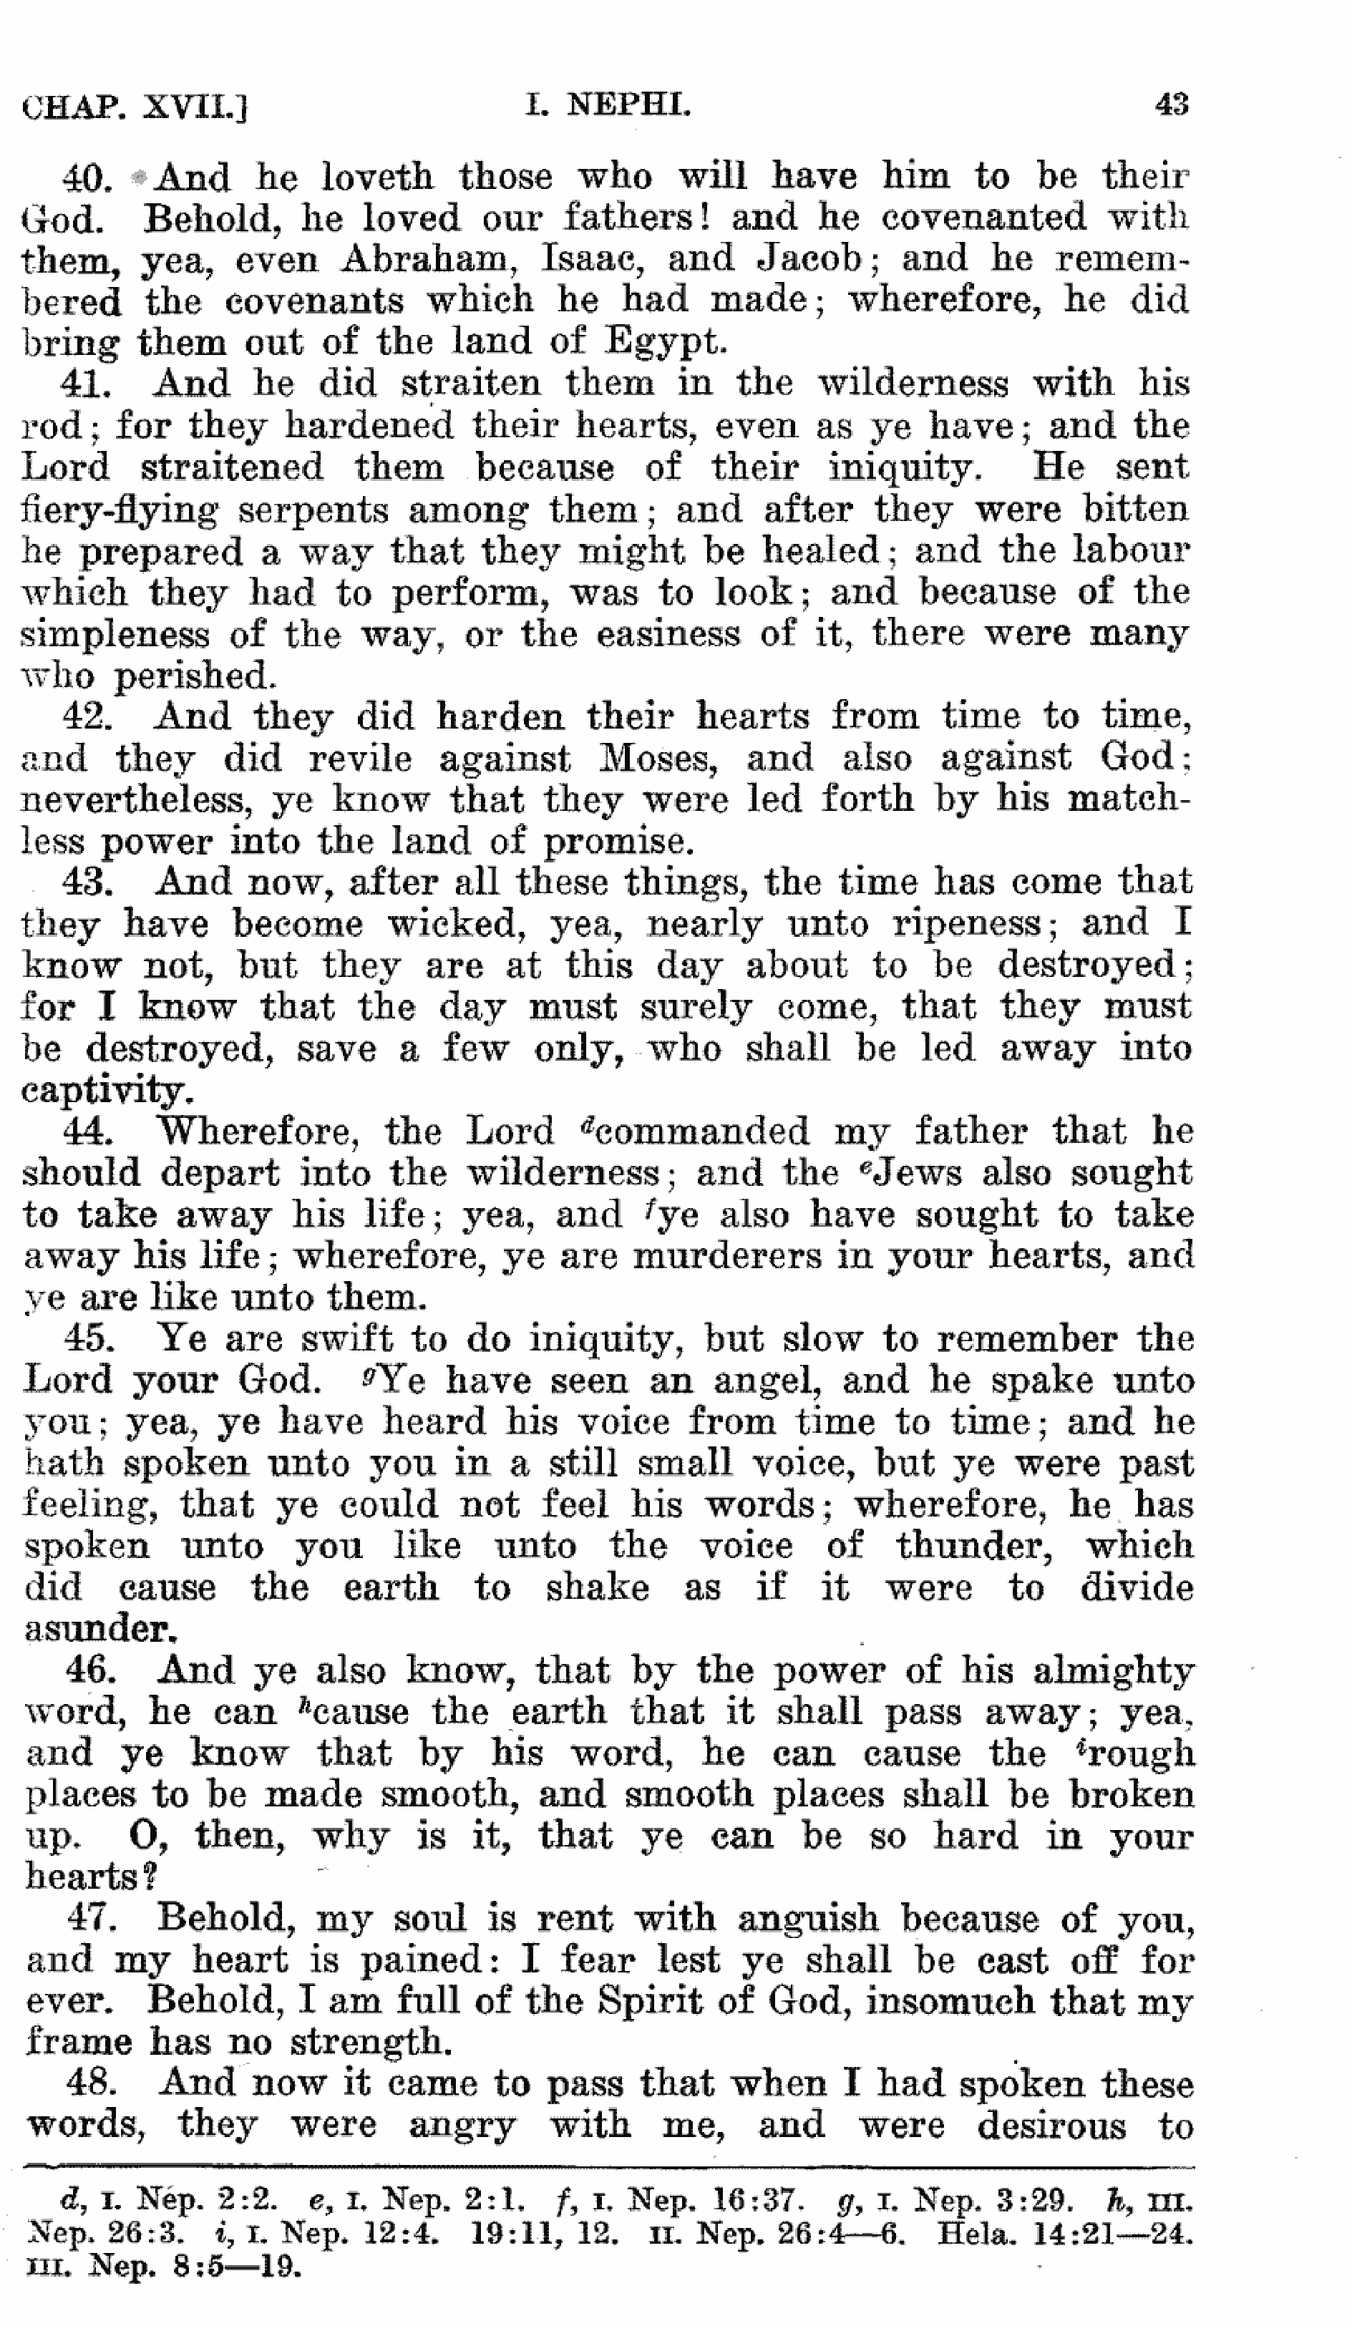 CHAP. XVII.] I. NEPHI. 43
40. And he loveth those who will have him to be their
God. Behold, he loved our fathers! and he covenanted with
them, yea, even Abraham, Isaac, and Jacob; and he remem-
bered the covenants which he had made; wherefore, he did
bring them out of the land of Egypt.
41. And he did straiten them in the wilderness with his
rod; for they hardened their hearts, even as ye have; and the
Lord straitened them because of their iniquity. He sent
fiery-flying serpents among them; and after they were bitten
he prepared a way that they might be healed; and the labour
which they had to perform, was to look; and because of the
simpleness of the way, or the easiness of it, there were many
who perished.
42. And they did harden their hearts from time to time,
and they did revile against Moses, and also against God;
nevertheless, ye know that they were led forth by his match-
less power into the land of promise.
43. And now, after all these things, the time has come that
they have become wicked, yea, nearly unto ripeness; and I
know not, but they are at this day about to be destroyed;
for I know that the day must surely come, that they must
be destroyed, save a few only, who shall be led away into
captivity.
44. Wherefore, the Lord dcommanded my father that he
should depart into the wilderness; and the eJews also sought
to take away his life; yea, and fye also have sought to take
away his life; wherefore, ye are murderers in your hearts, and
ye are like unto them.
45. Ye are swift to do iniquity, but slow to remember the
Lord your God. gYe have seen an angel, and he spake unto
you; yea, ye have heard his voice from time to time; and he
hath spoken unto you in a still small voice, but ye were past
feeling, that ye could not feel his words; wherefore, he has
spoken unto you like unto the voice of thunder, which
did cause the earth to shake as if it were to divide
asunder.
46. And ye also know, that by the power of his almighty
word, he can hcause the earth that it shall pass away; yea,
and ye know that by his word, he can cause the irough
places to be made smooth, and smooth places shall be broken
up. O, then, why is it, that ye can be so hard in your
hearts?
47. Behold, my soul is rent with anguish because of you,
and my heart is pained: I fear lest ye shall be cast off for
ever. Behold, I am full of the Spirit of God, insomuch that my
frame has no strength.
48. And now it came to pass that when I had spoken these
words, they were angry with me, and were desirous to
d, I. Nep. 2:2. e, I. Nep. 2:1. f, I. Nep. 16:37. g, I. Nep. 3:29. h, III.
Nep. 26:3. i, I. Nep. 12:4. 19:11, 12. II. Nep. 26:4—6. Hela. 14:21—24.
III. Nep. 8:5—19.